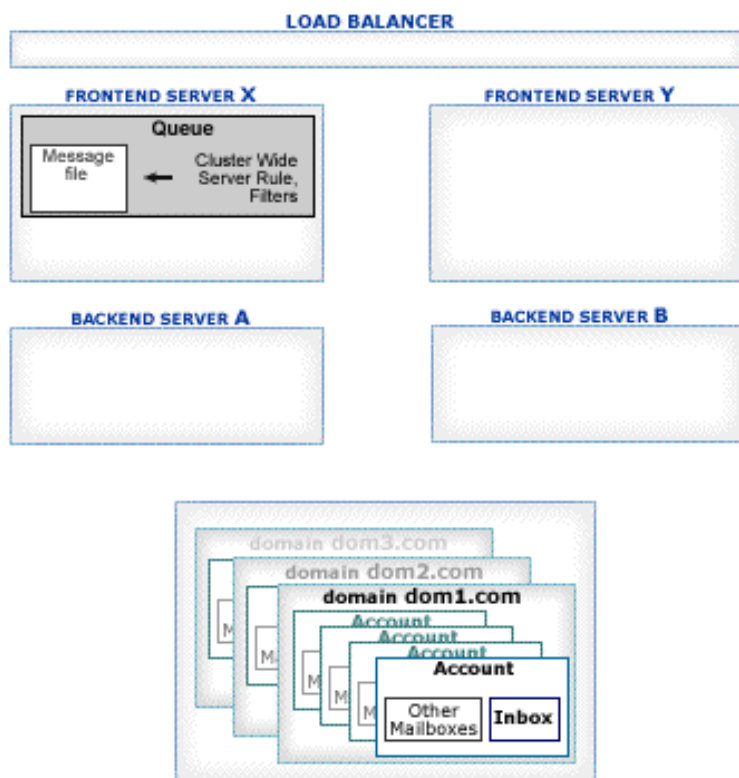 LOAD BALANCER
FRONTEND SERVER X
FRONTEND SERVER Y
Queue
Message
file
Cluster Wide
Server Rule,
Filters
BACKEND SERVER A
BACKEND SERVER B
domain dom3.com
domain dom2.com
domain dom1.com
Account
Account
Account
Account
M
M
M
M
M
Other
Mailboxes
Inbox